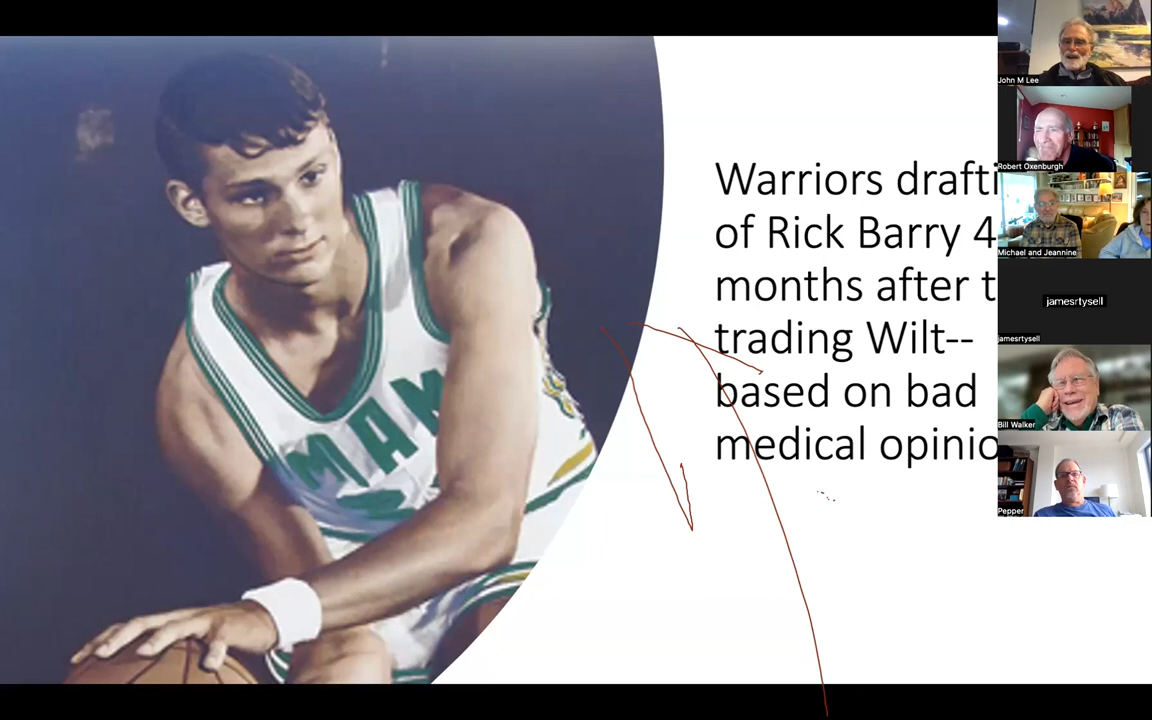 Warriors drafti
of Rick Barry 4
months after t
trading Wilt--
based on bad
medical opinio
MIAM
John M Lee
Robert Oxenburgh
Michael and Jeannine
jamesrtysell
jamesrtysell
Bill Walker
Pepper